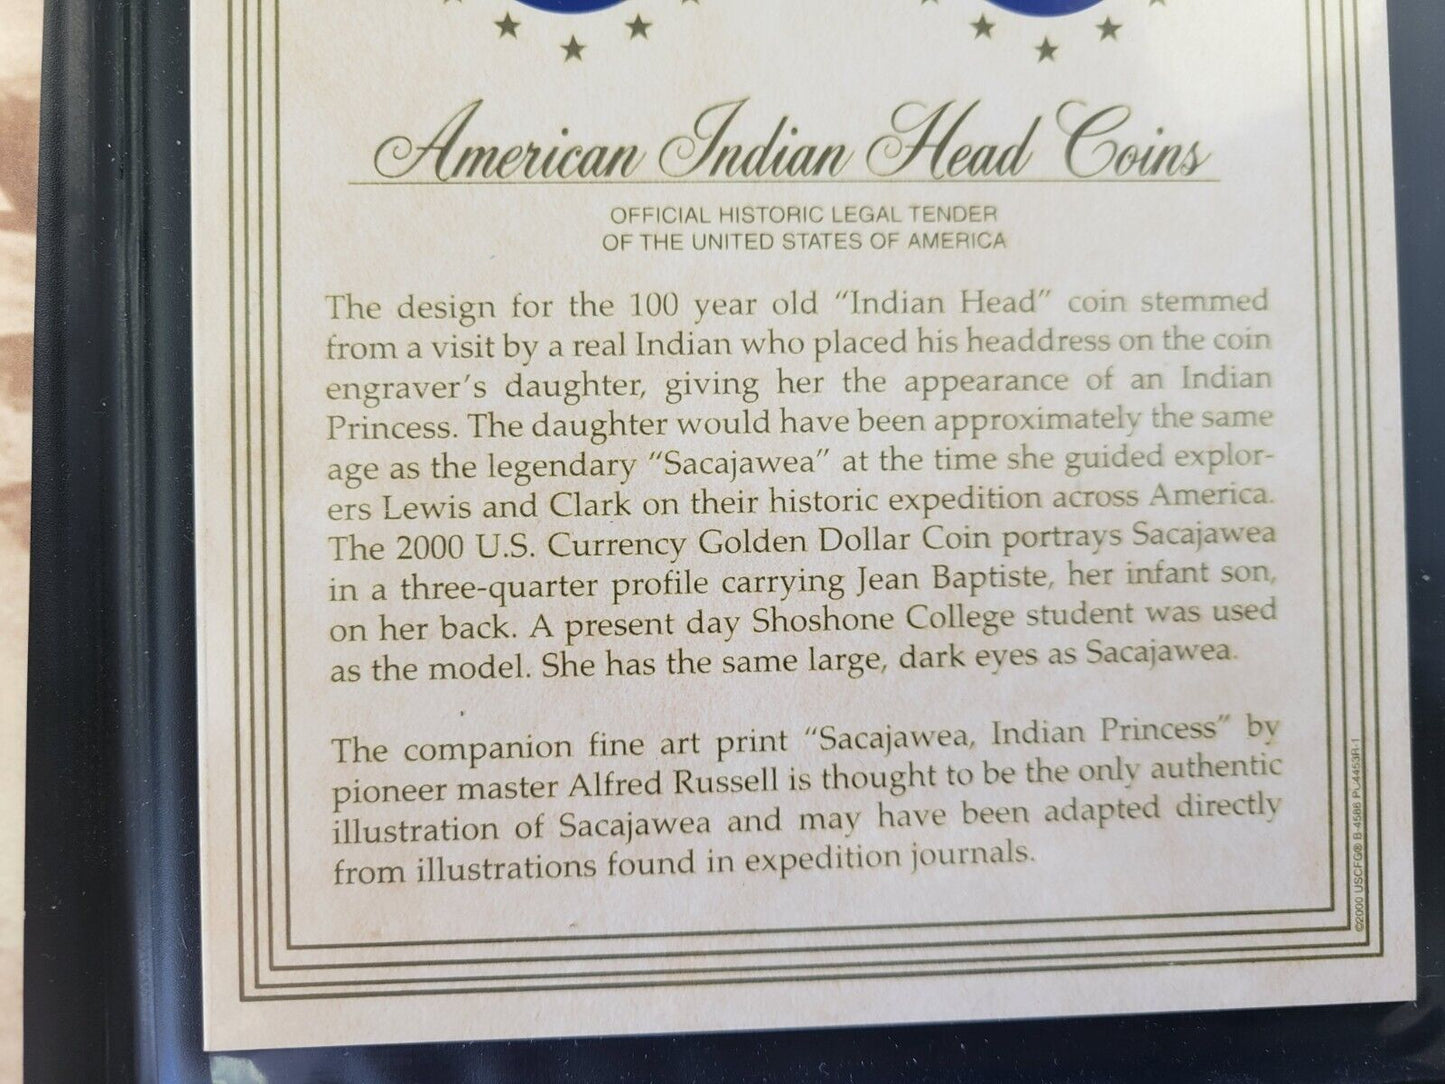 American Indian Head Coins
OFFICIAL HISTORIC LEGAL TENDER
OF THE UNITED STATES OF AMERICA
The design for the 100 year old “Indian Head” coin stemmed
from a visit by a real Indian who placed his headdress on the coin
engraver’s daughter, giving her the appearance of an Indian
Princess. The daughter would have been approximately the same
age as the legendary “Sacajawea” at the time she guided explor-
ers Lewis and Clark on their historic expedition across America.
The 2000 U.S. Currency Golden Dollar Coin portrays Sacajawea
in a three-quarter profile carrying Jean Baptiste, her infant son,
on her back. A present day Shoshone College student was used
as the model. She has the same large, dark eyes as Sacajawea.
The companion fine art print “Sacajawea, Indian Princess” by
pioneer master Alfred Russell is thought to be the only authentic
illustration of Sacajawea and may have been adapted directly
from illustrations found in expedition journals.
©2000 USCFG® B-4586 PL-4453R-1